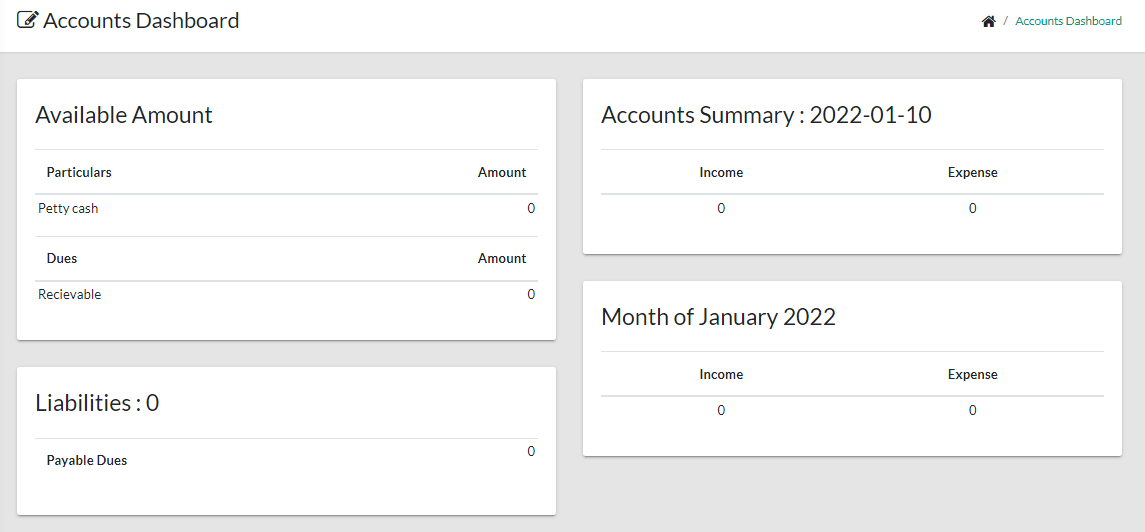 Accounts Dashboard
/ Accounts Dashboard
Available Amount
Particulars Amount
Petty cash 0
Dues Amount
Recievable 0
Liabilities : 0
Payable Dues 0
Accounts Summary : 2022-01-10
Income Expense
0 0
Month of January 2022
Income Expense
0 0